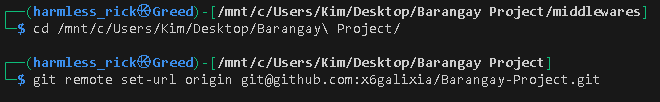 ┌──(harmless_rick㉿Greed)-[/mnt/c/Users/Kim/Desktop/Barangay Project/middlewares]
└─$ cd /mnt/c/Users/Kim/Desktop/Barangay\ Project/
┌──(harmless_rick㉿Greed)-[/mnt/c/Users/Kim/Desktop/Barangay Project]
└─$ git remote set-url origin git@github.com:x6galixia/Barangay-Project.git